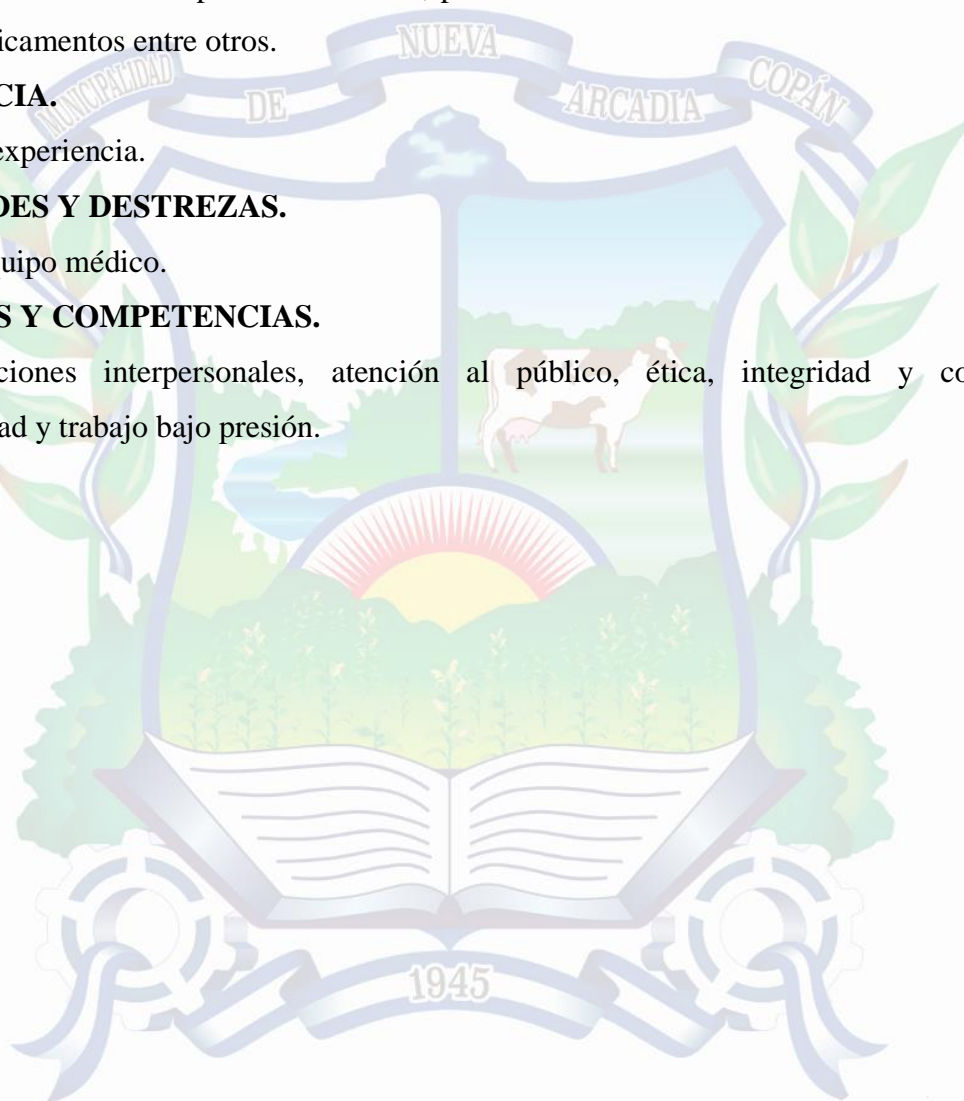 icamentos entre otros.
CIA.
experiencia.
DES Y DESTREZAS.
uipo médico.
S Y COMPETENCIAS.
ciones interpersonales, atención al público, ética, integridad y co
ad y trabajo bajo presión.
MUNICIPALIDAD DE NUEVA ARCADIA COPÁN
1945